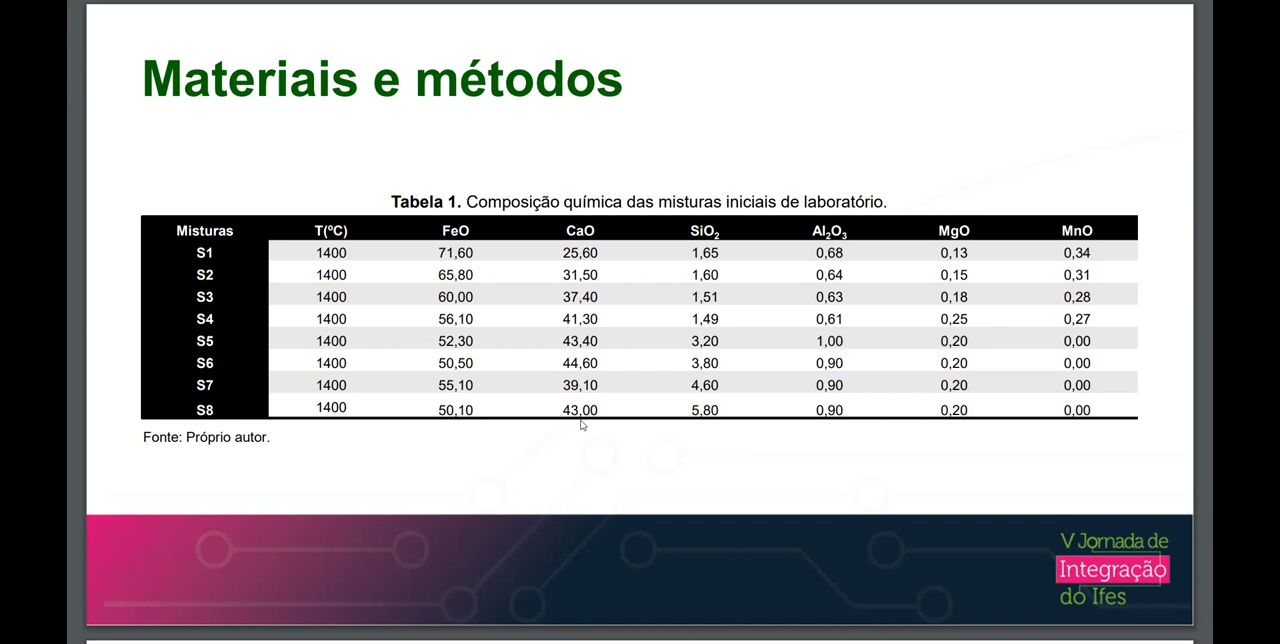 Materiais e métodos
Tabela 1. Composição química das misturas iniciais de laboratório.
Misturas T(ºC) FeO CaO SiO2 Al2O3 MgO MnO
S1 1400 71,60 25,60 1,65 0,68 0,13 0,34
S2 1400 65,80 31,50 1,60 0,64 0,15 0,31
S3 1400 60,00 37,40 1,51 0,63 0,18 0,28
S4 1400 56,10 41,30 1,49 0,61 0,25 0,27
S5 1400 52,30 43,40 3,20 1,00 0,20 0,00
S6 1400 50,50 44,60 3,80 0,90 0,20 0,00
S7 1400 55,10 39,10 4,60 0,90 0,20 0,00
S8 1400 50,10 43,00 5,80 0,90 0,20 0,00
Fonte: Próprio autor.
V Jornada de
Integração
do Ifes